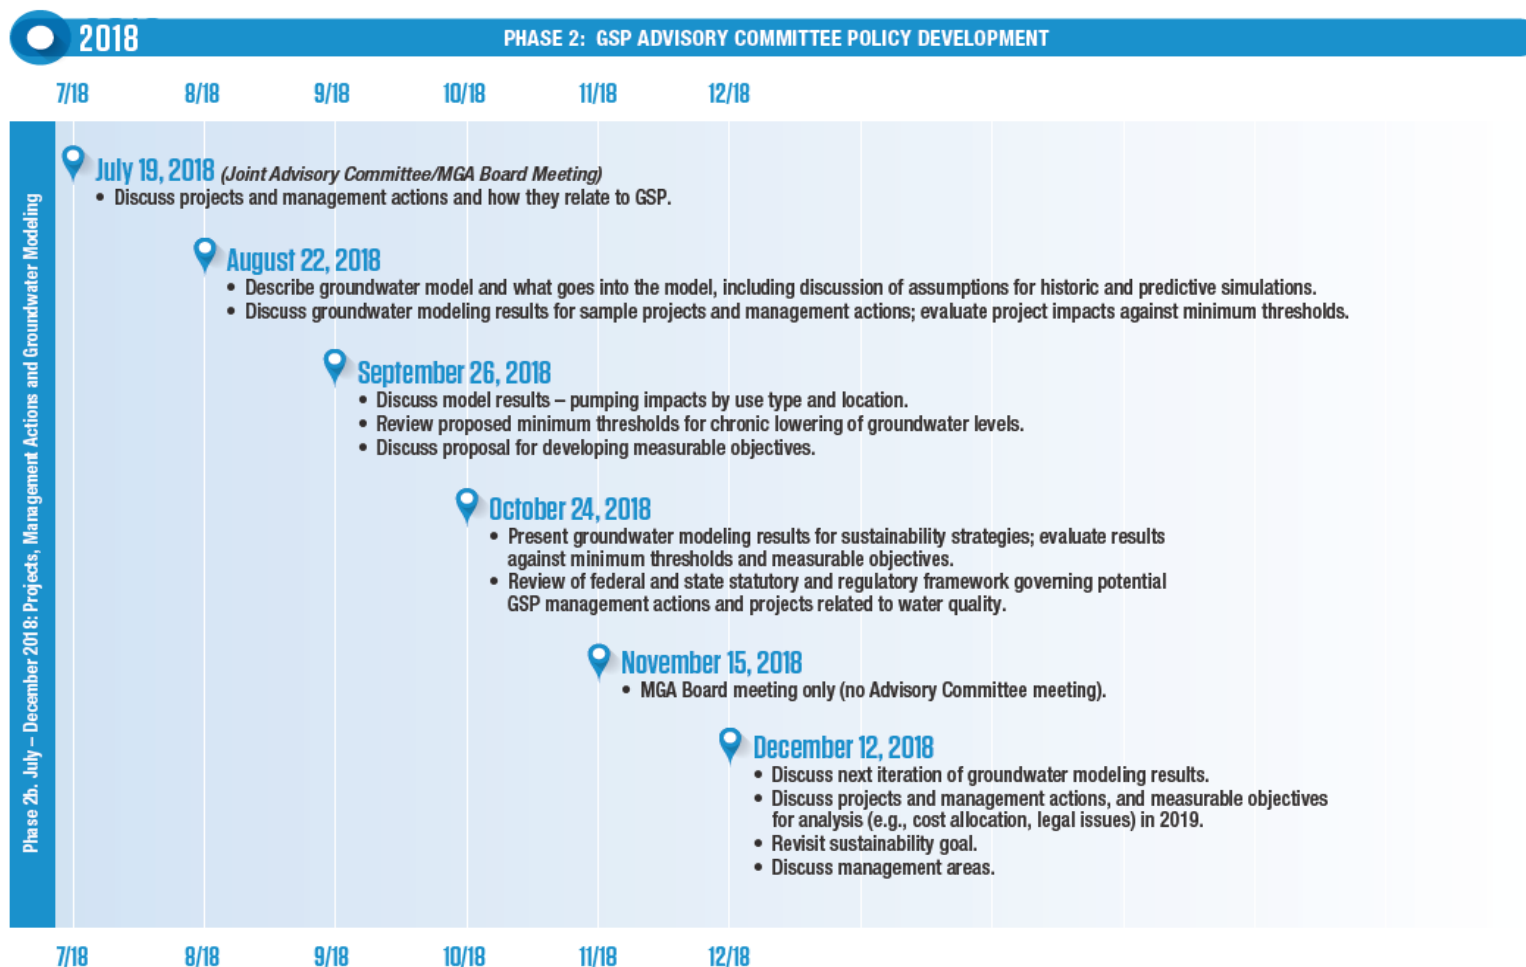 2018
PHASE 2: GSP ADVISORY COMMITTEE POLICY DEVELOPMENT
7/18 8/18 9/18 10/18 11/18 12/18
Phase 2b. July – December 2018: Projects, Management Actions and Groundwater Modeling
July 19, 2018 (Joint Advisory Committee/MGA Board Meeting)
• Discuss projects and management actions and how they relate to GSP.
August 22, 2018
• Describe groundwater model and what goes into the model, including discussion of assumptions for historic and predictive simulations.
• Discuss groundwater modeling results for sample projects and management actions; evaluate project impacts against minimum thresholds.
September 26, 2018
• Discuss model results – pumping impacts by use type and location.
• Review proposed minimum thresholds for chronic lowering of groundwater levels.
• Discuss proposal for developing measurable objectives.
October 24, 2018
• Present groundwater modeling results for sustainability strategies; evaluate results
against minimum thresholds and measurable objectives.
• Review of federal and state statutory and regulatory framework governing potential
GSP management actions and projects related to water quality.
November 15, 2018
• MGA Board meeting only (no Advisory Committee meeting).
December 12, 2018
• Discuss next iteration of groundwater modeling results.
• Discuss projects and management actions, and measurable objectives
for analysis (e.g., cost allocation, legal issues) in 2019.
• Revisit sustainability goal.
• Discuss management areas.
7/18 8/18 9/18 10/18 11/18 12/18